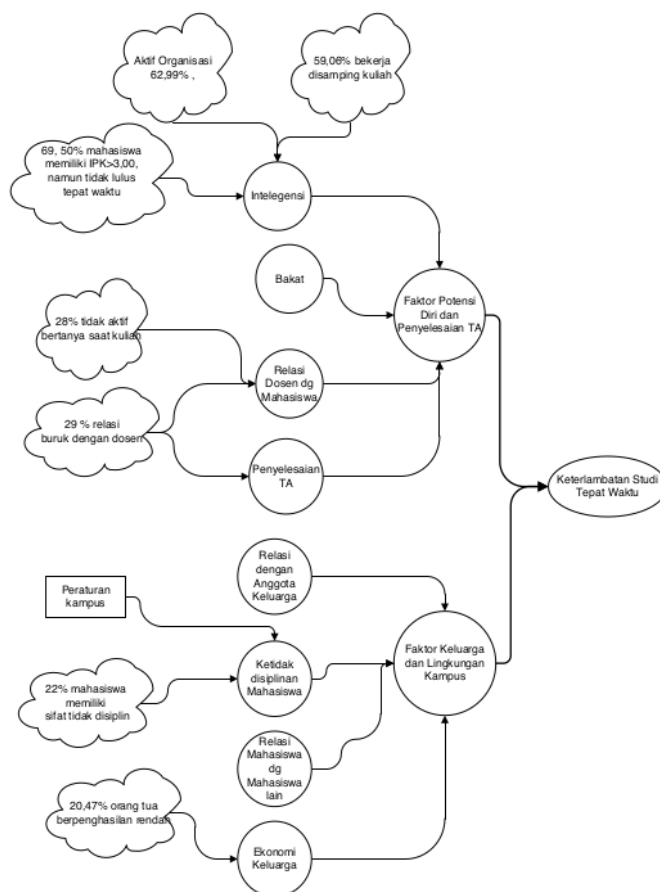 Aktif Organisasi
62,99% ,
59,06% bekerja
disamping kuliah
69, 50% mahasiswa
memiliki IPK>3,00,
namun tidak lulus
tepat waktu
Intelegensi
Bakat
Faktor Potensi
Diri dan
Penyelesaian TA
28% tidak aktif
bertanya saat kuliah
Relasi
Dosen dg
Mahasiswa
29 % relasi
buruk dengan dosen
Penyelesaian
TA
Keterlambatan Studi
Tepat Waktu
Relasi
dengan
Anggota
Keluarga
Peraturan
kampus
Faktor Keluarga
dan Lingkungan
Kampus
Ketidak
disiplinan
Mahasiswa
22% mahasiswa
memiliki
sifat tidak disiplin
Relasi
Mahasiswa
dg
Mahasiswa
lain
20,47% orang tua
berpenghasilan rendah
Ekonomi
Keluarga